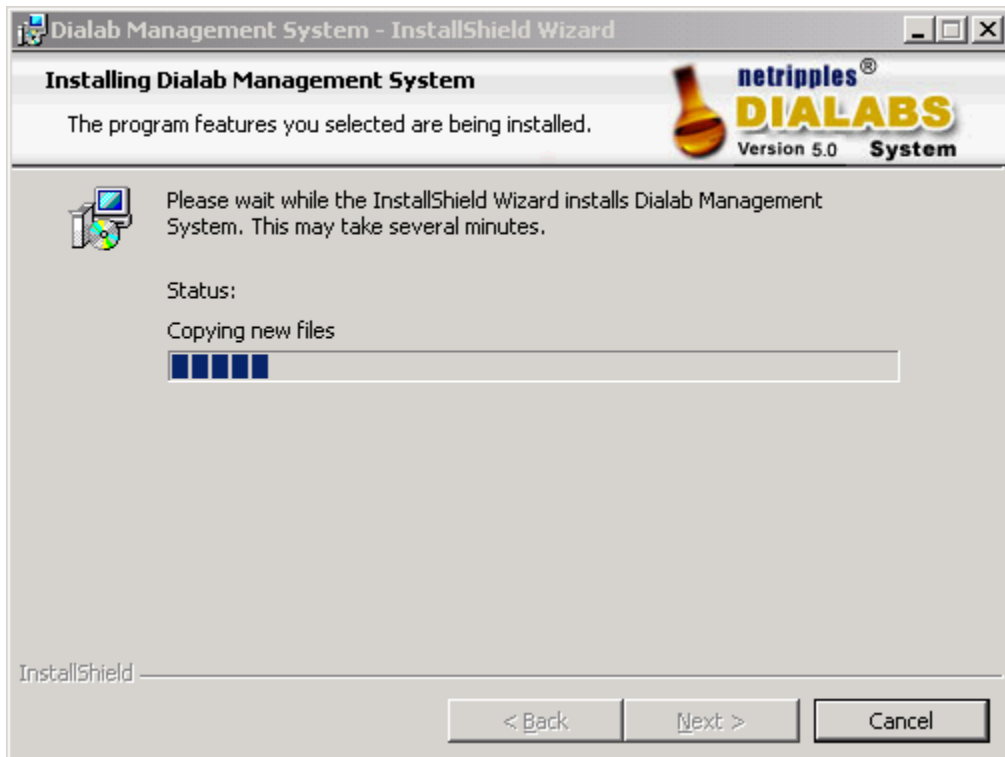 Dialab Management System - InstallShield Wizard
Installing Dialab Management System
The program features you selected are being installed.
netripples®
DIALABS
Version 5.0 System
Please wait while the InstallShield Wizard installs Dialab Management
System. This may take several minutes.
Status:
Copying new files
InstallShield
< Back Next > Cancel